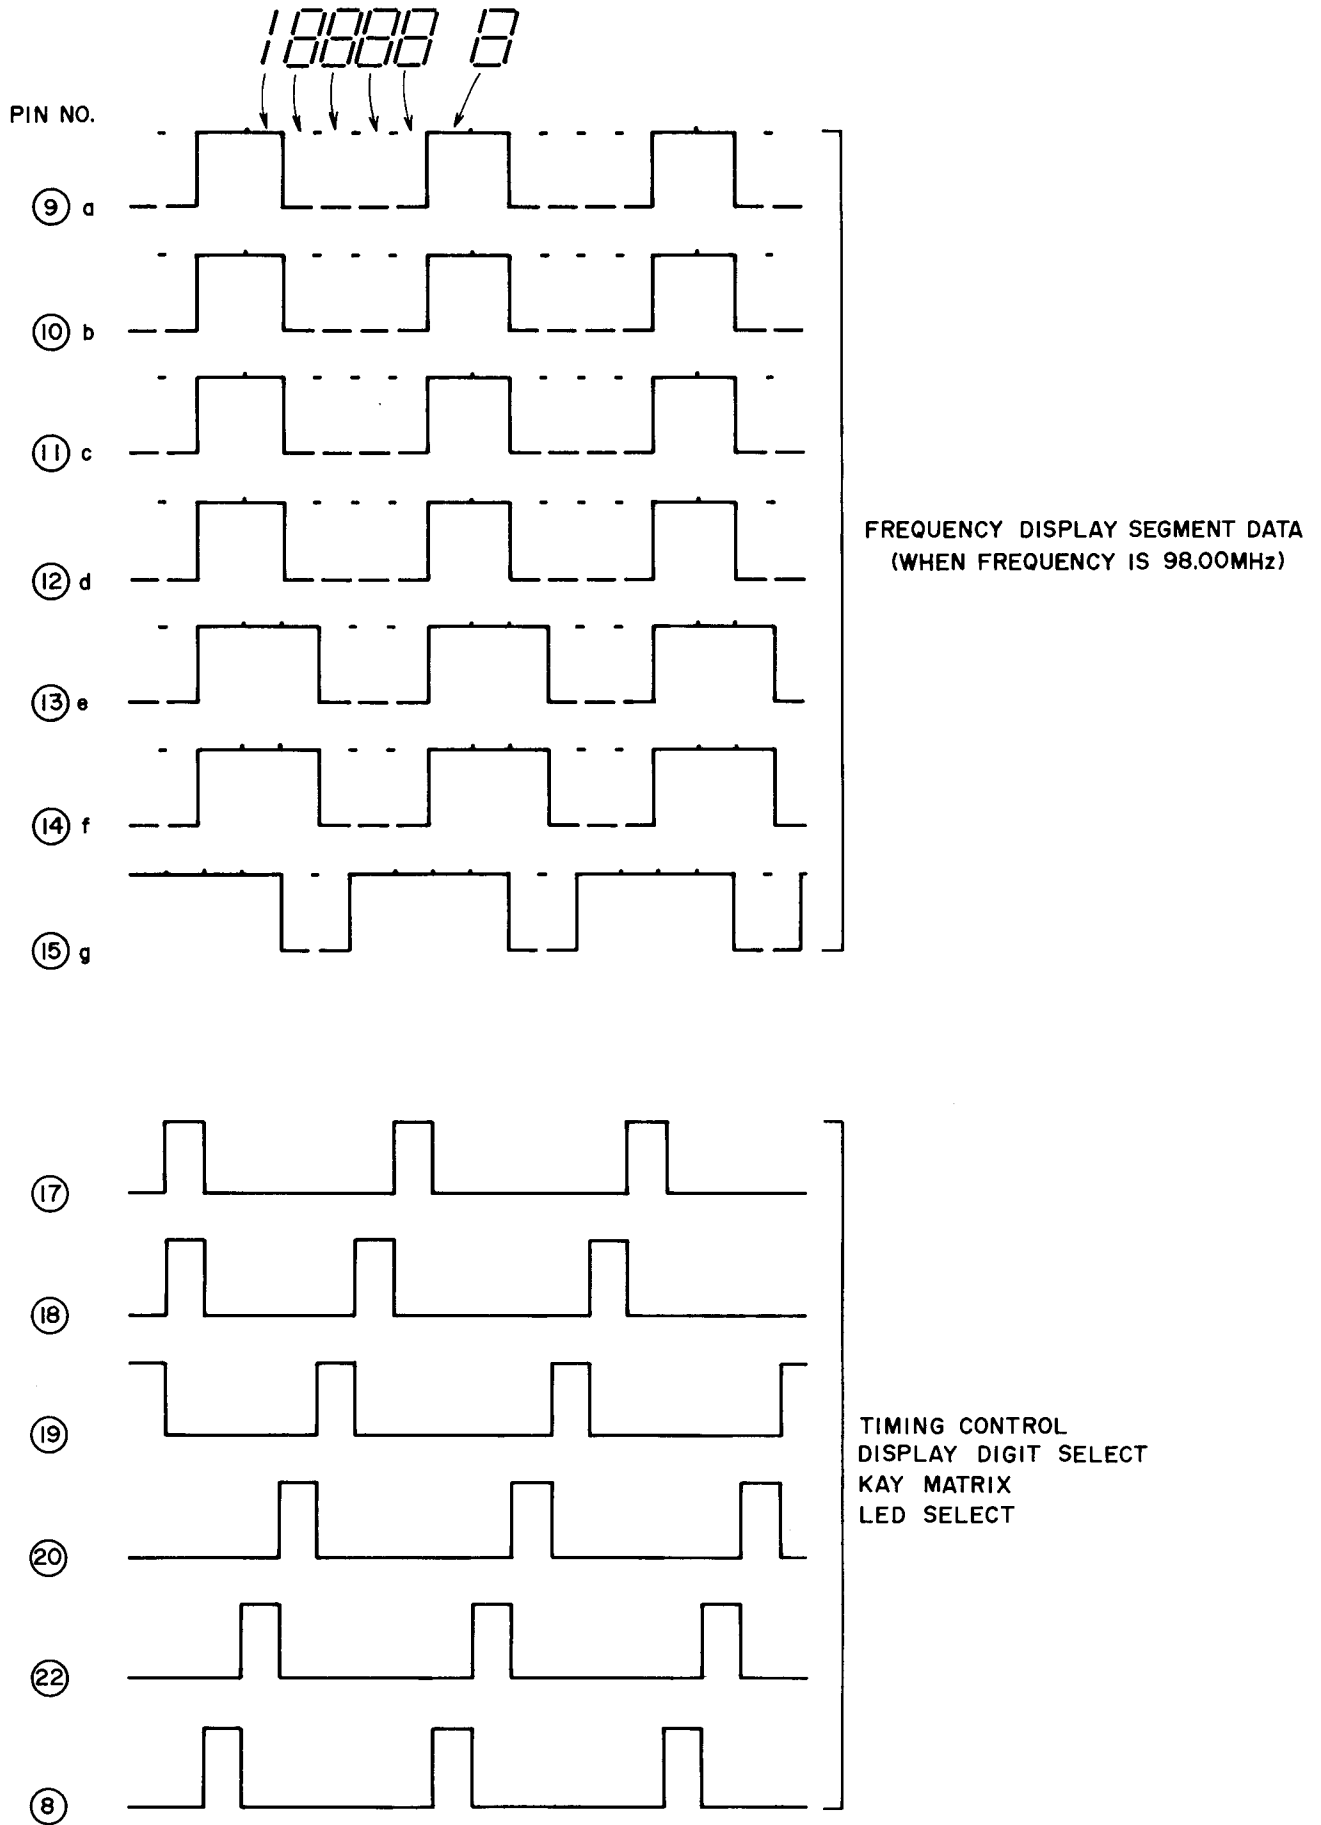 18888 8
PIN NO.
9 a
10 b
11 c
12 d
13 e
14 f
15 g
FREQUENCY DISPLAY SEGMENT DATA
(WHEN FREQUENCY IS 98.00MHz)
17
18
19
20
22
8
TIMING CONTROL
DISPLAY DIGIT SELECT
KAY MATRIX
LED SELECT